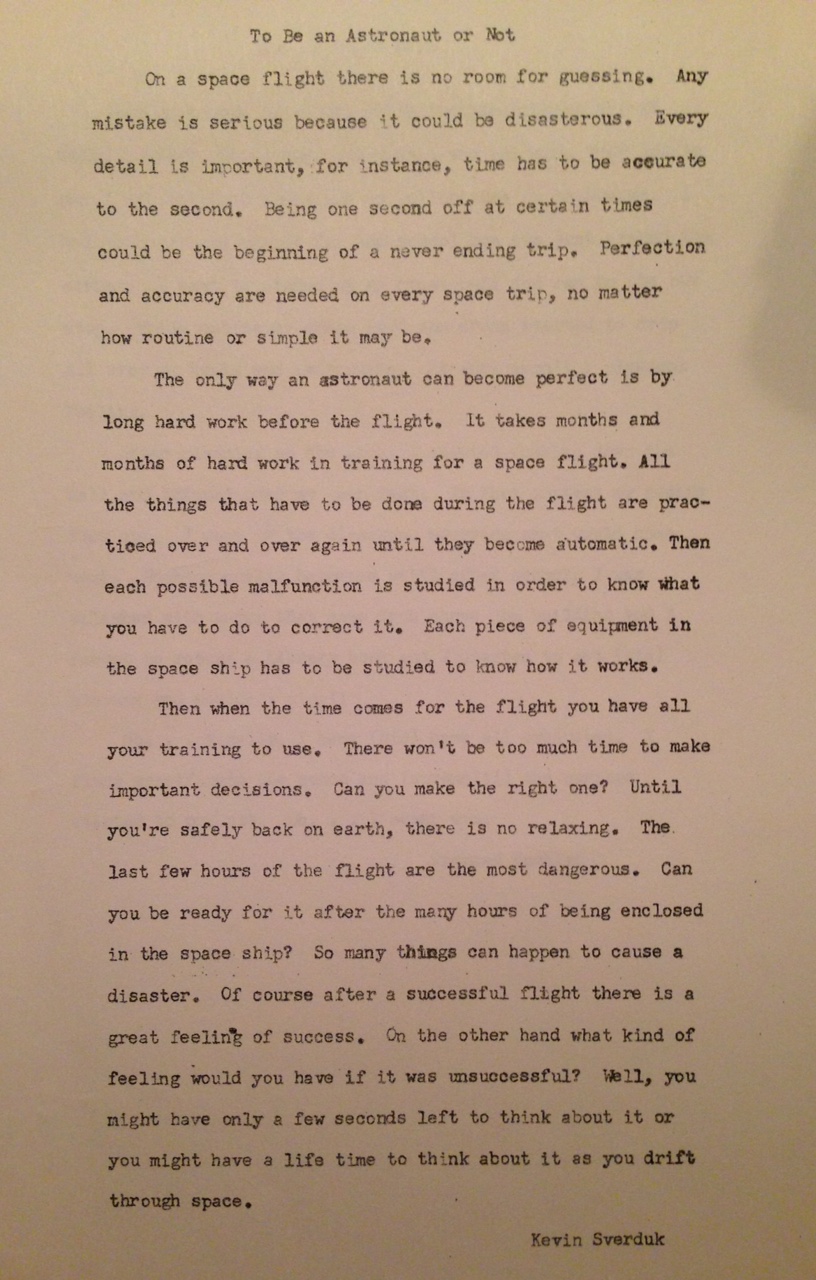 To Be an Astronaut or Not
On a space flight there is no room for guessing. Any
mistake is serious because it could be disasterous. Every
detail is important, for instance, time has to be accurate
to the second. Being one second off at certain times
could be the beginning of a never ending trip. Perfection
and accuracy are needed on every space trip, no matter
how routine or simple it may be.
The only way an astronaut can become perfect is by
long hard work before the flight. It takes months and
months of hard work in training for a space flight. All
the things that have to be done during the flight are prac-
ticed over and over again until they become automatic. Then
each possible malfunction is studied in order to know what
you have to do to correct it. Each piece of equipment in
the space ship has to be studied to know how it works.
Then when the time comes for the flight you have all
your training to use. There won't be too much time to make
important decisions. Can you make the right one? Until
you're safely back on earth, there is no relaxing. The
last few hours of the flight are the most dangerous. Can
you be ready for it after the many hours of being enclosed
in the space ship? So many things can happen to cause a
disaster. Of course after a successful flight there is a
great feeling of success. On the other hand what kind of
feeling would you have if it was unsuccessful? Well, you
might have only a few seconds left to think about it or
you might have a life time to think about it as you drift
through space.
Kevin Sverduk